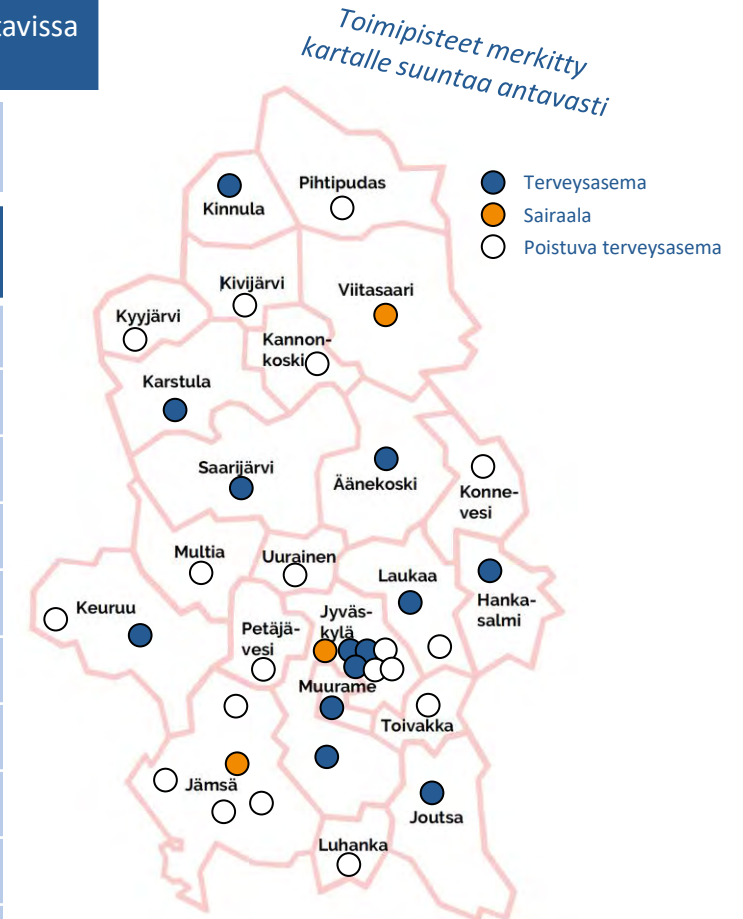 tavissa
Toimipisteet merkitty
kartalle suuntaa antavasti
Terveysasema
Sairaala
Poistuva terveysasema
Pihtipudas
Kinnula
Kivijärvi
Viitasaari
Kyyjärvi
Kannon-
koski
Karstula
Saarijärvi
Äänekoski
Konne-
vesi
Multia
Uurainen
Laukaa
Hanka-
salmi
Keuruu
Petäjä-
vesi
Jyväs-
kylä
Muurame
Toivakka
Jämsä
Joutsa
Luhanka